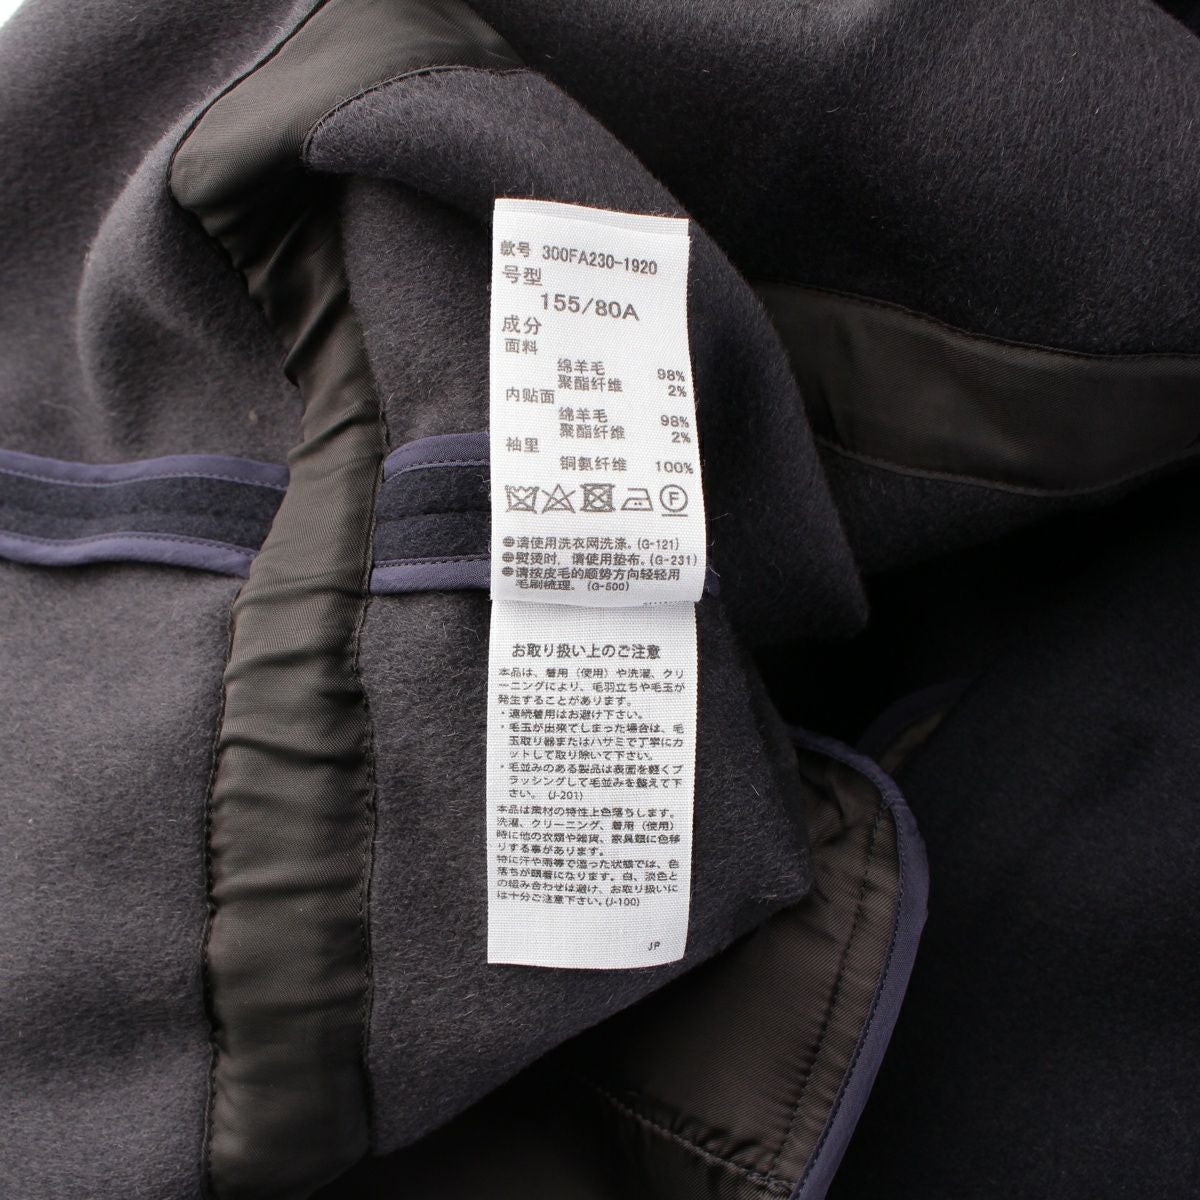 款号 300FA230-1920
号型
155/80A
成分
面料
绵羊毛 98%
聚酯纤维 2%
内贴面
绵羊毛 98%
聚酯纤维 2%
袖里
铜氨纤维 100%
F
●请使用洗衣网洗涤。(G-121)
●熨烫时，请使用垫布。(G-231)
●请按皮毛的顺势方向轻轻用
毛刷梳理。 (G-500)
お取り扱い上のご注意
本品は、着用（使用）や洗濯、クリ
ーニングにより、毛羽立ちや毛玉が
発生することがあります。
・連続着用はお避け下さい。
・毛玉が出来てしまった場合は、毛
玉取り器またはハサミで丁寧にカ
ットして取り除いて下さい。
・毛並みのある製品は表面を軽くブ
ラッシングして毛並みを整えて下
さい。 (J-201)
本品は素材の特性上色落ちします。
洗濯、クリーニング、着用（使用）
時に他の衣類や雑貨、家具類に色移
りする事があります。
特に汗や雨等で湿った状態では、色
落ちが顕著になります。白、淡色と
の組み合わせは避け、お取り扱いに
は十分ご注意下さい。(J-100)
JP